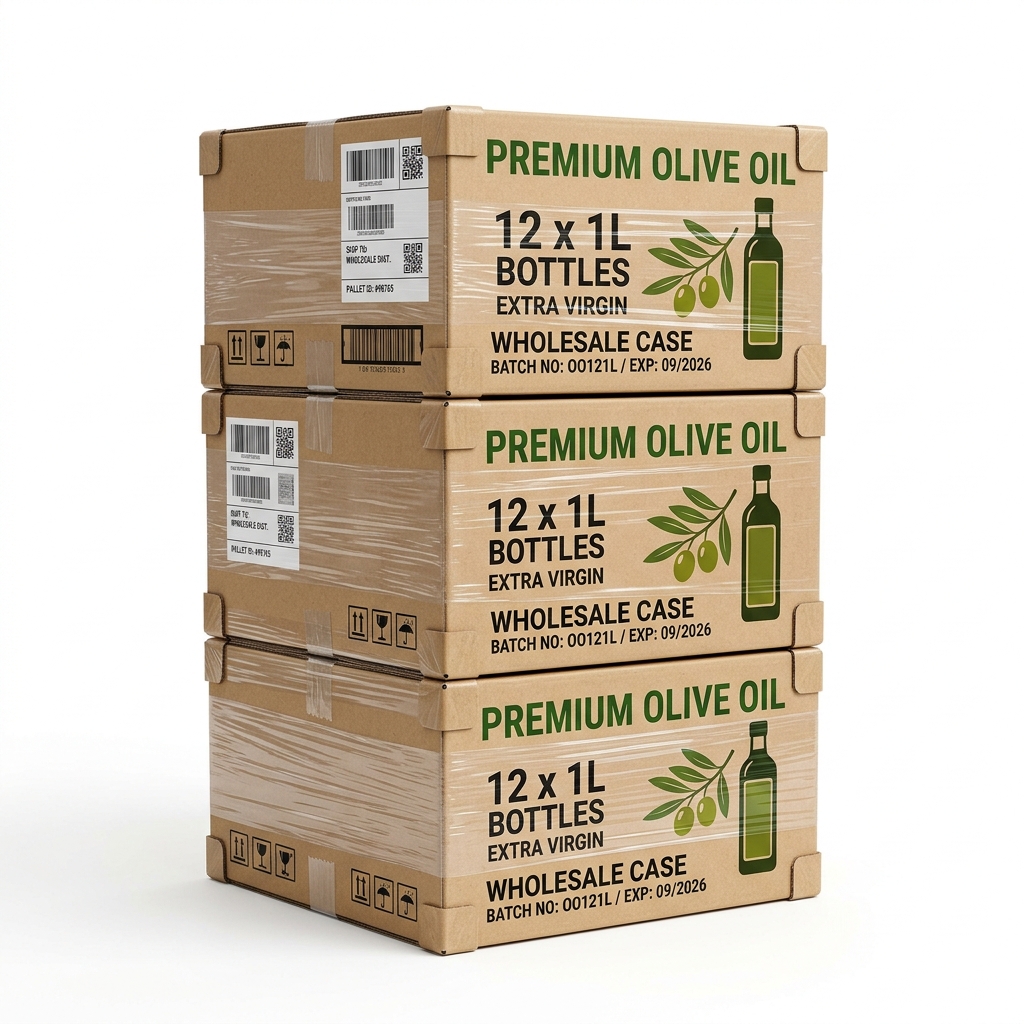 PREMIUM OLIVE OIL
12 x 1L
BOTTLES
EXTRA VIRGIN
WHOLESALE CASE
BATCH NO: 00121L / EXP: 09/2026
PALLET ID:
PREMIUM OLIVE OIL
12 x 1L
BOTTLES
EXTRA VIRGIN
WHOLESALE CASE
BATCH NO: 00121L / EXP: 09/2026
PREMIUM OLIVE OIL
12 x 1L
BOTTLES
EXTRA VIRGIN
WHOLESALE CASE
BATCH NO: 00121L / EXP: 09/2026